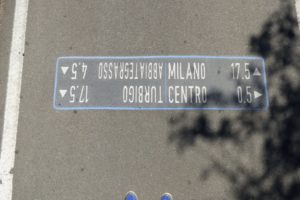 MILANO 17.5 ▲
CENTRO 0.5 ►
TURBIGO 17.5 ▲
ABBIATEGRASSO 4.5 ▲